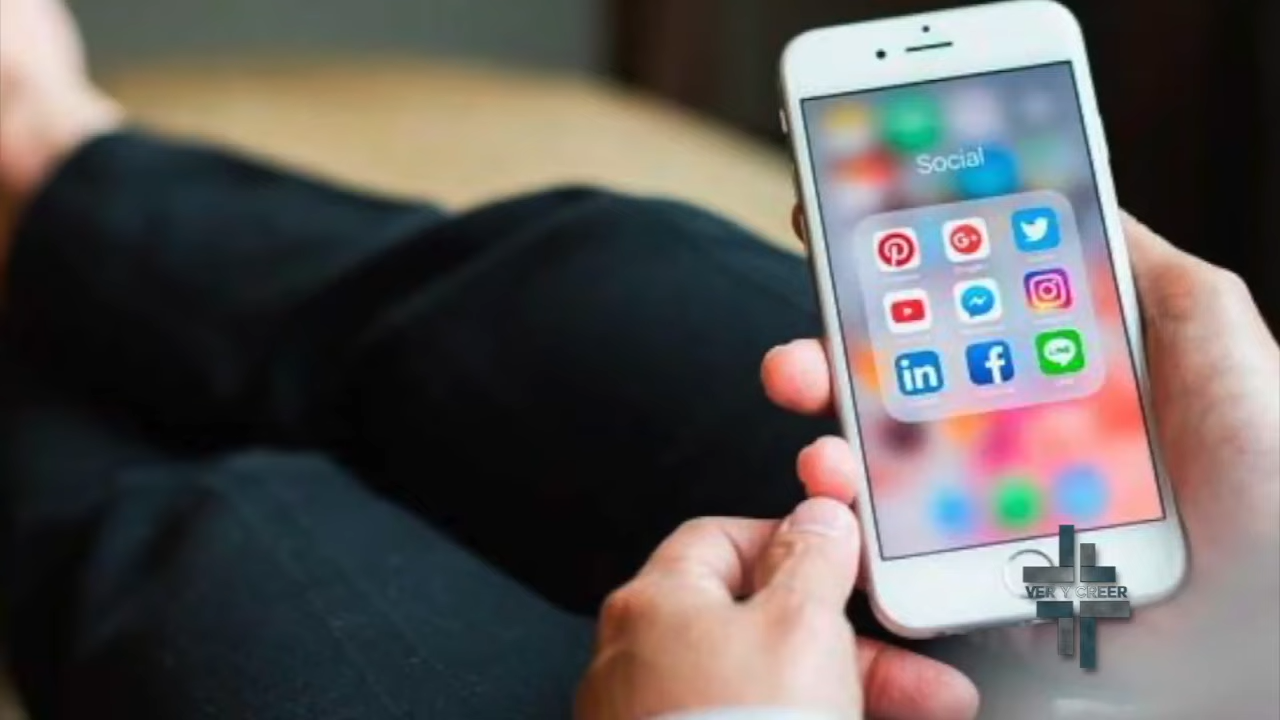 Social
G+
in
f
LINE
VER Y CREER